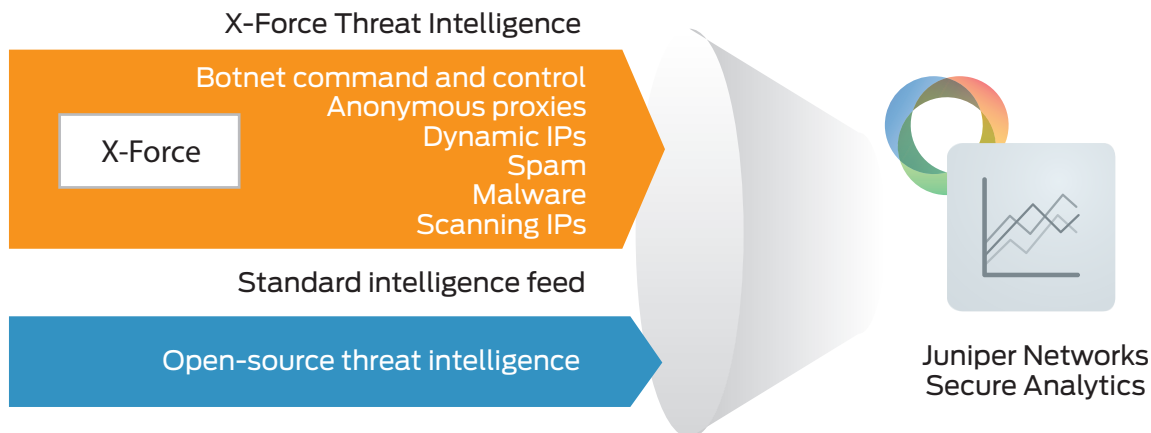 X-Force Threat Intelligence
X-Force
Botnet command and control
Anonymous proxies
Dynamic IPs
Spam
Malware
Scanning IPs
Standard intelligence feed
Open-source threat intelligence
Juniper Networks
Secure Analytics